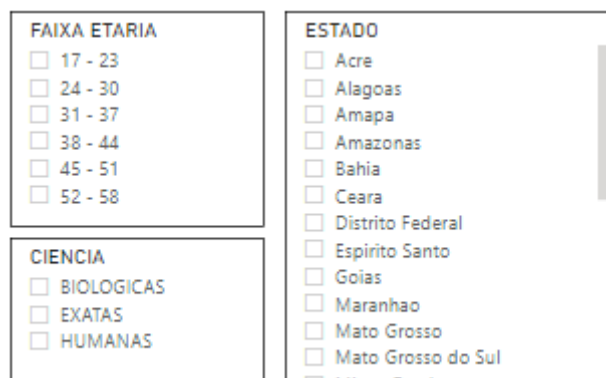 FAIXA ETARIA
17 - 23
24 - 30
31 - 37
38 - 44
45 - 51
52 - 58
CIENCIA
BIOLOGICAS
EXATAS
HUMANAS
ESTADO
Acre
Alagoas
Amapa
Amazonas
Bahia
Ceara
Distrito Federal
Espirito Santo
Goias
Maranhao
Mato Grosso
Mato Grosso do Sul